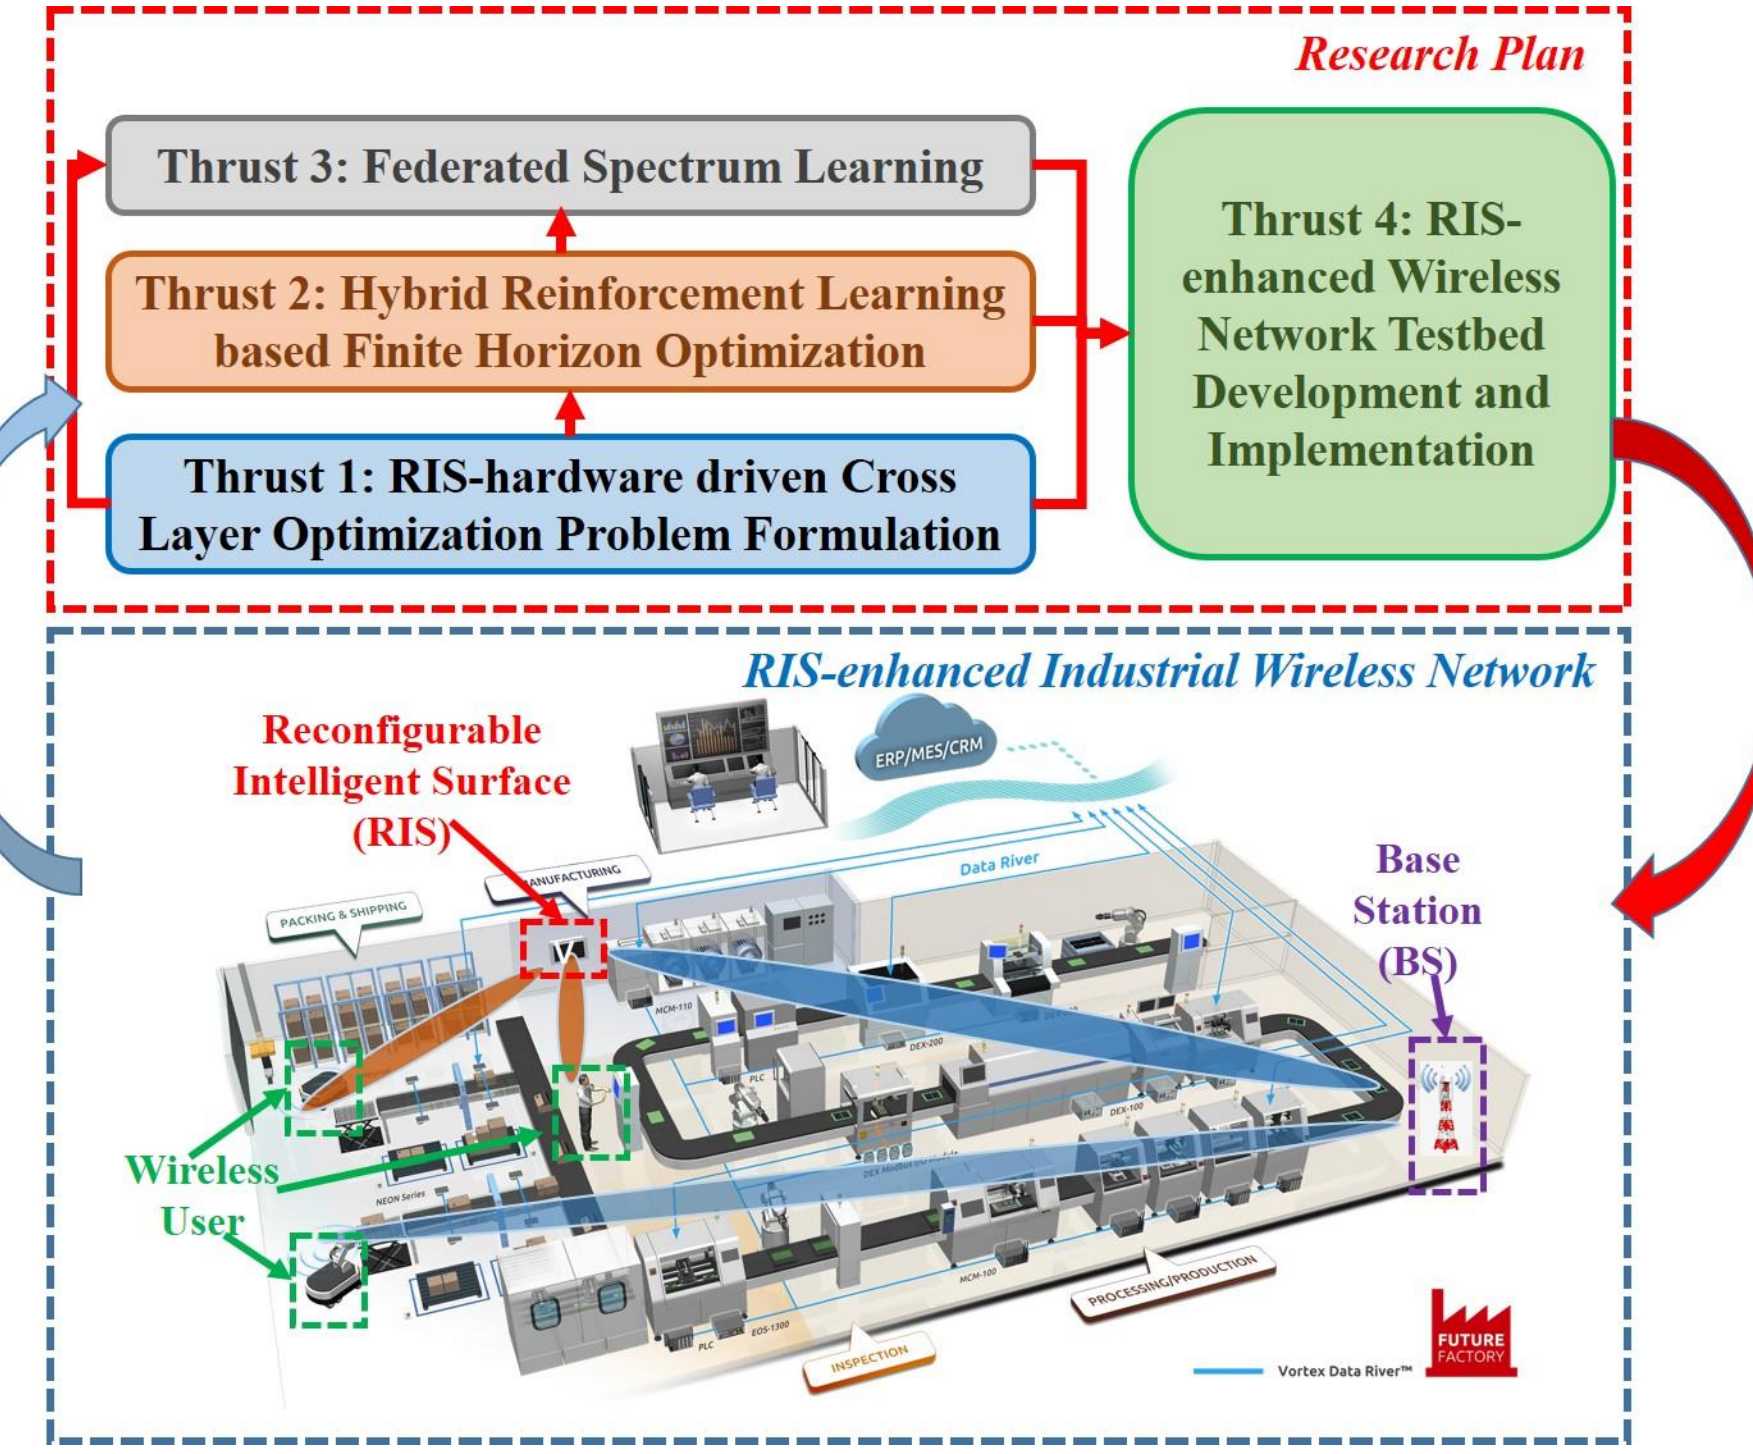 Research Plan
Thrust 3: Federated Spectrum Learning
Thrust 2: Hybrid Reinforcement Learning
based Finite Horizon Optimization
Thrust 1: RIS-hardware driven Cross
Layer Optimization Problem Formulation
Thrust 4: RIS-
enhanced Wireless
Network Testbed
Development and
Implementation
RIS-enhanced Industrial Wireless Network
Reconfigurable
Intelligent Surface
(RIS)
ERP/MES/CRM
Data River
Base
Station
(BS)
MANUFACTURING
PACKING & SHIPPING
MCM-110
DEX-200
PLC
DEX-100
DEX Modbus I/O Module
NEON Series
Wireless
User
MCM-100
PROCESSING/PRODUCTION
EOS-1300
PLC
INSPECTION
Vortex Data River™
FUTURE
FACTORY